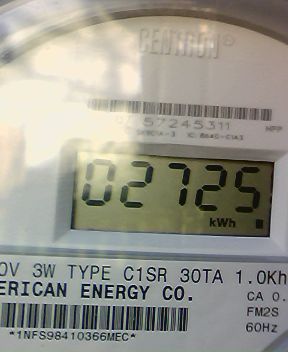 CENTRON®
57245311
02725
kWh
0V 3W TYPE C1SR 30TA 1.0Kh
ERICAN ENERGY CO.
CA 0.
FM2S
60Hz
*1NFS98410366MEC*